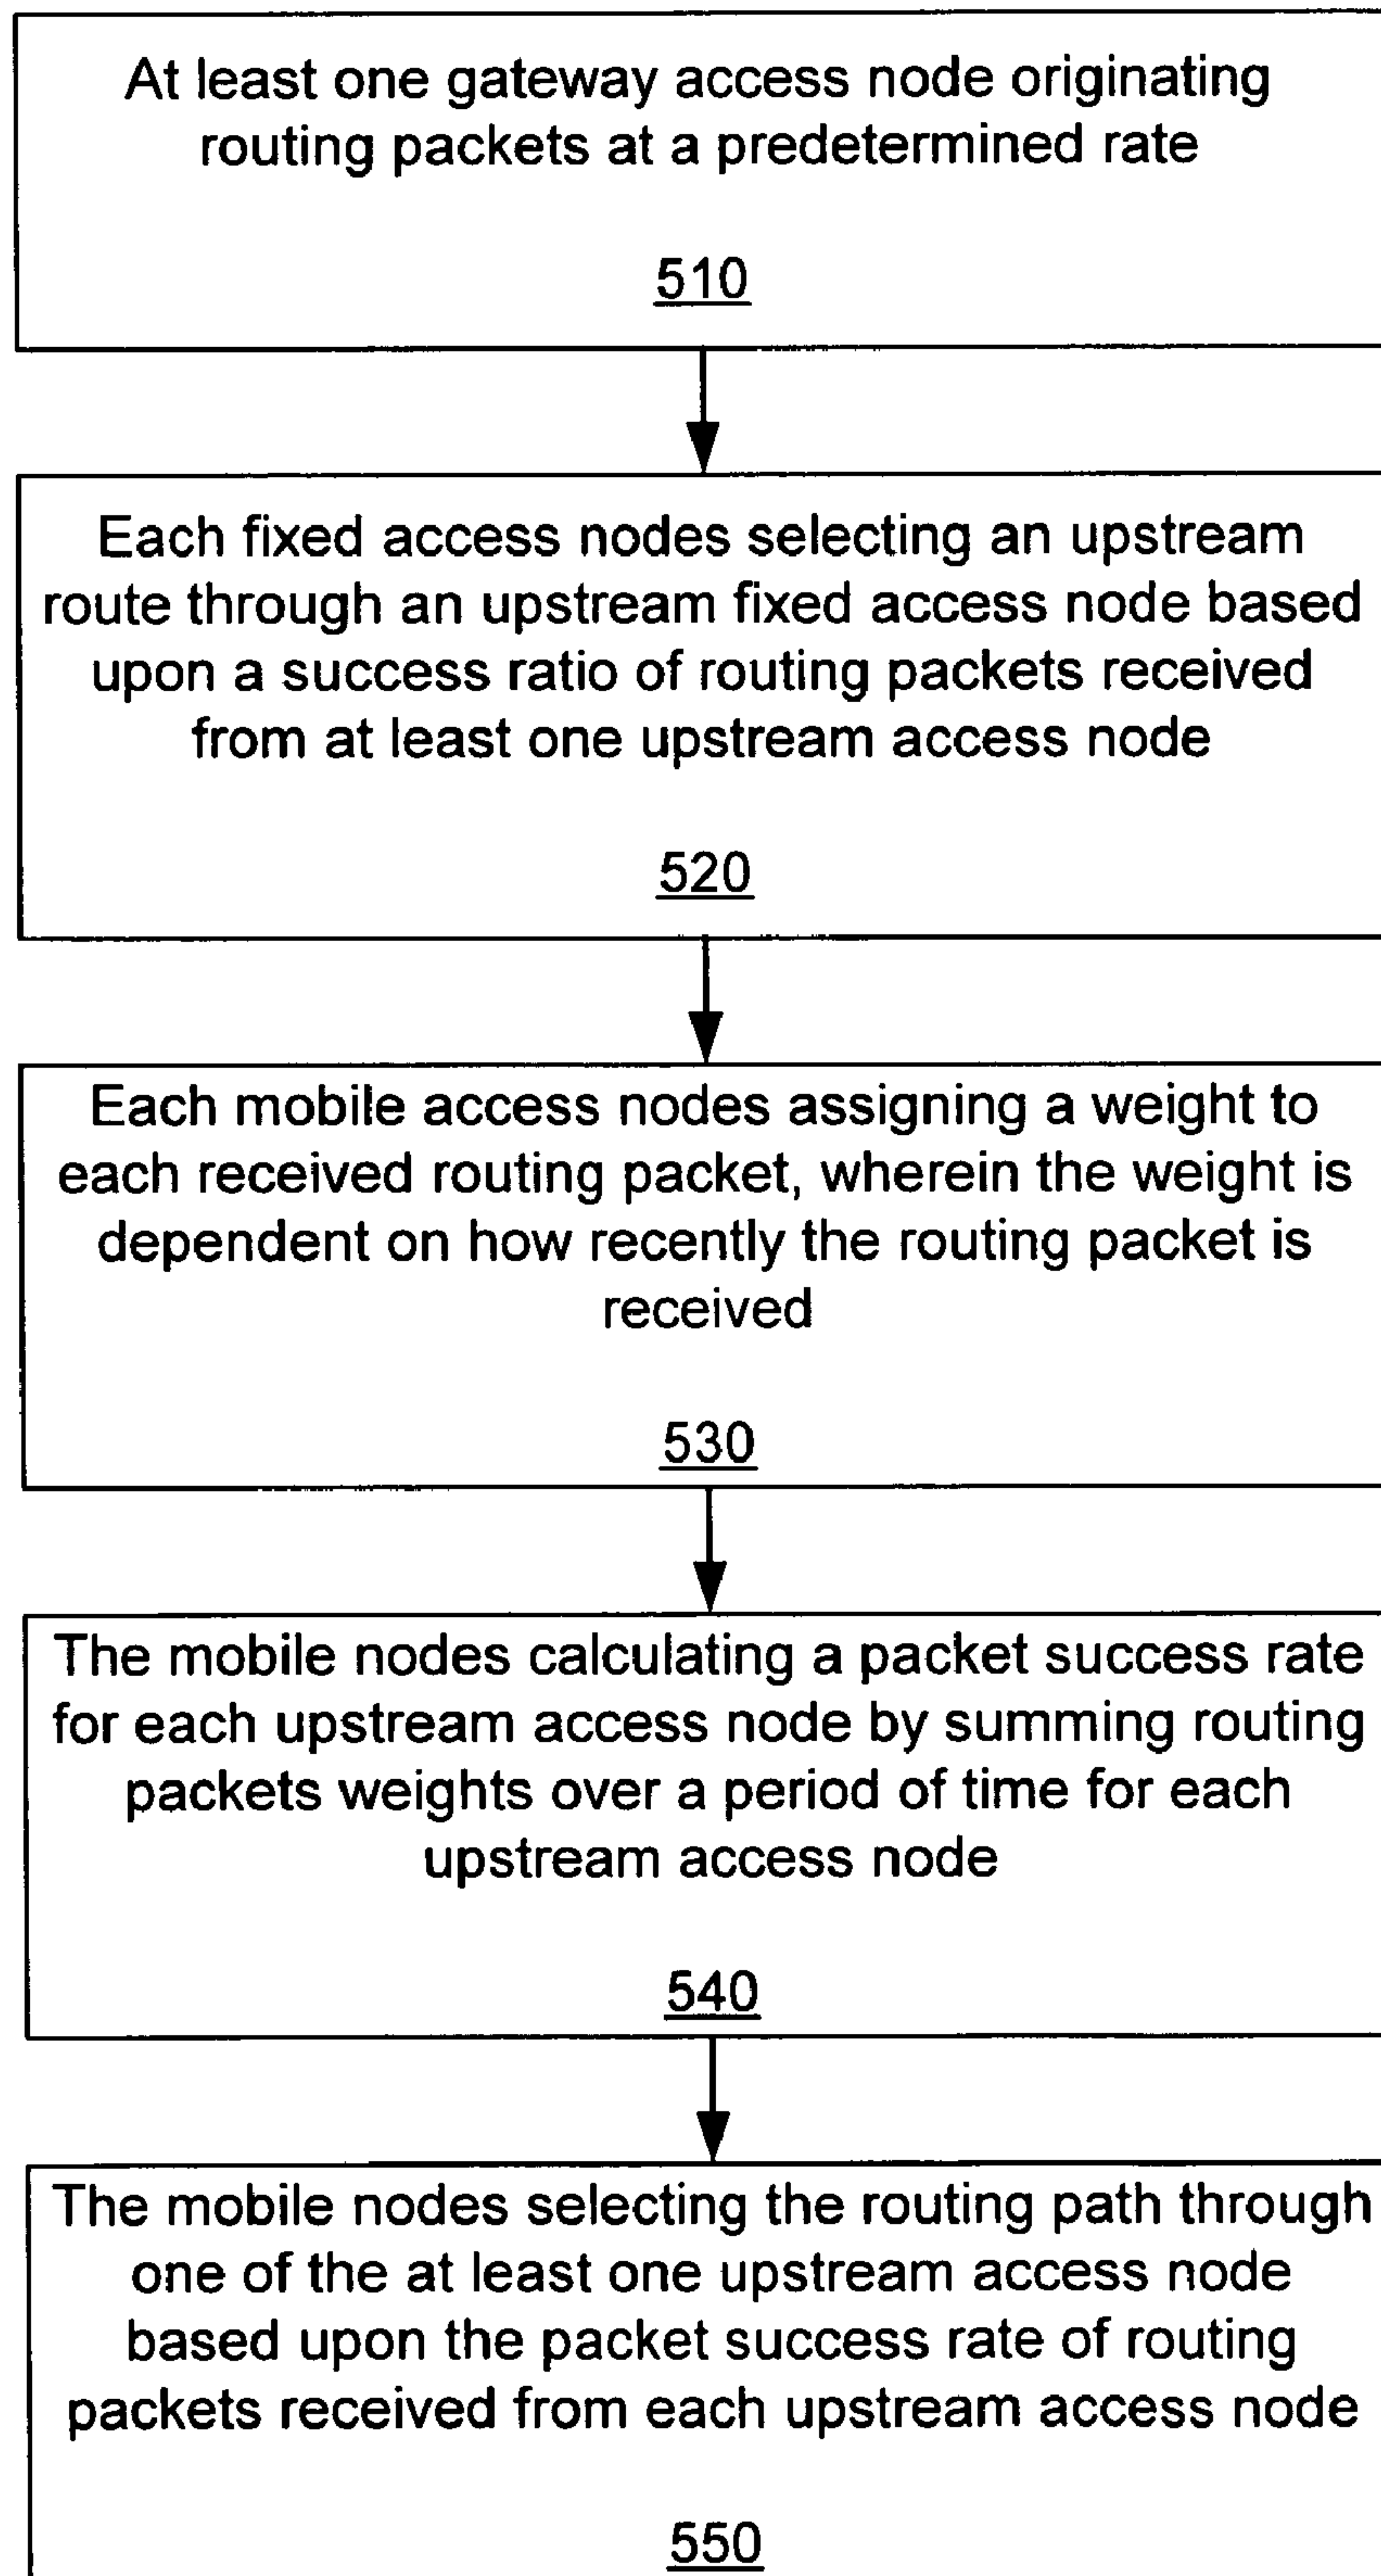 At least one gateway access node originating
routing packets at a predetermined rate
510
Each fixed access nodes selecting an upstream
route through an upstream fixed access node based
upon a success ratio of routing packets received
from at least one upstream access node
520
Each mobile access nodes assigning a weight to
each received routing packet, wherein the weight is
dependent on how recently the routing packet is
received
530
The mobile nodes calculating a packet success rate
for each upstream access node by summing routing
packets weights over a period of time for each
upstream access node
540
The mobile nodes selecting the routing path through
one of the at least one upstream access node
based upon the packet success rate of routing
packets received from each upstream access node
550